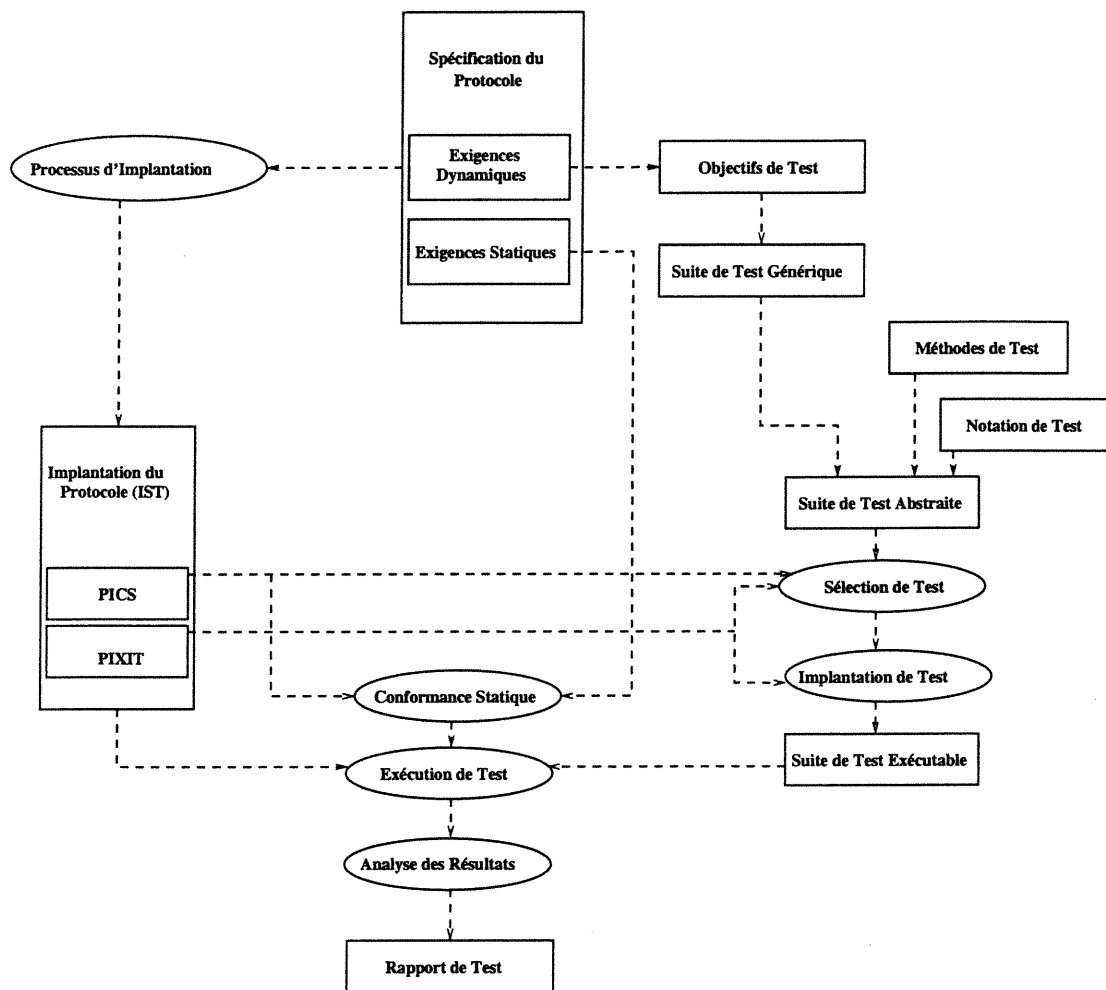 Spécification du
Protocole
Exigences
Dynamiques
Exigences Statiques
Processus d'Implantation
Objectifs de Test
Suite de Test Générique
Méthodes de Test
Notation de Test
Implantation du
Protocole (IST)
PICS
PIXIT
Suite de Test Abstraite
Sélection de Test
Implantation de Test
Suite de Test Exécutable
Conformance Statique
Exécution de Test
Analyse des Résultats
Rapport de Test